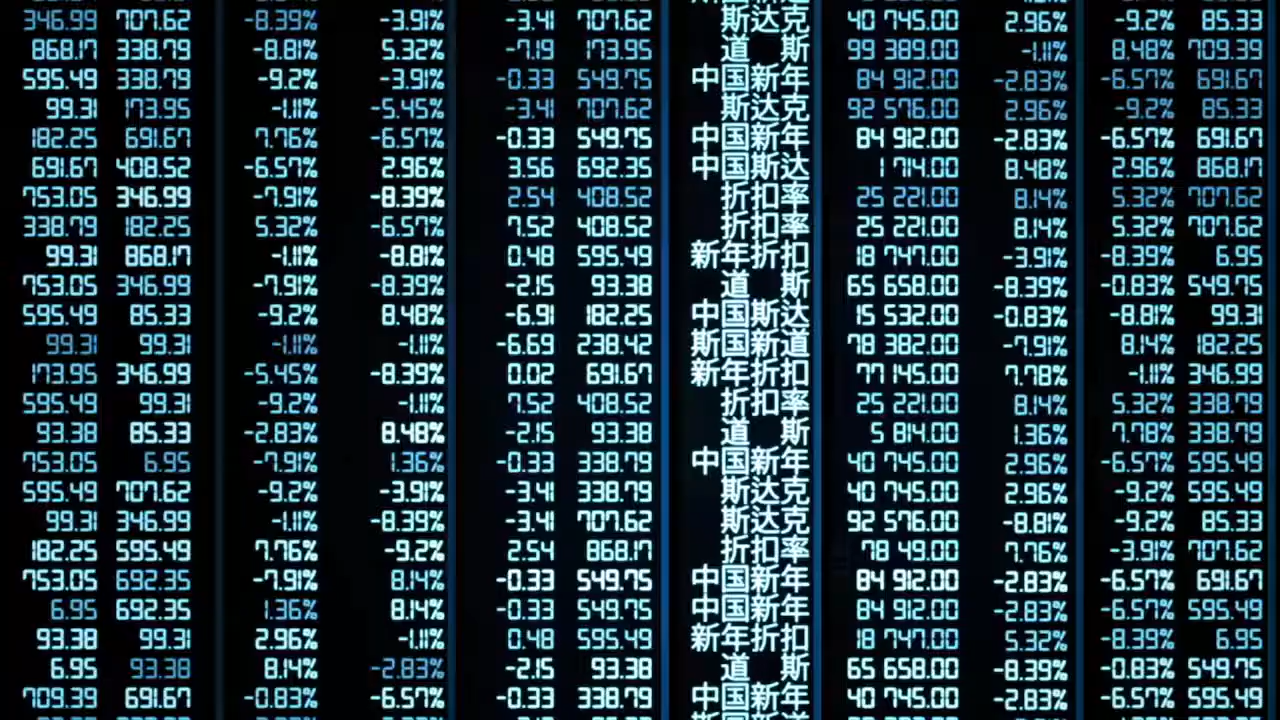 346.99 707.62 -8.39% -3.91% -3.41 707.62 斯达克 40 745.00 2.96% -9.2% 85.33
868.17 338.79 -8.81% 5.32% -7.19 173.95 道 斯 99 389.00 -1.11% 8.48% 709.39
595.49 338.79 -9.2% -3.91% -0.33 549.75 中国新年 84 912.00 -2.83% -6.57% 691.67
99.31 173.95 -1.11% -5.45% -3.41 707.62 斯达克 92 576.00 2.96% -9.2% 85.33
182.25 691.67 7.76% -6.57% -0.33 549.75 中国新年 84 912.00 -2.83% -6.57% 691.67
691.67 408.52 -6.57% 2.96% 3.56 692.35 中国斯达 1 714.00 8.48% 2.96% 868.17
753.05 346.99 -7.91% -8.39% 2.54 408.52 折扣率 25 221.00 8.14% 5.32% 707.62
338.79 182.25 5.32% -6.57% 7.52 408.52 折扣率 25 221.00 8.14% 5.32% 707.62
99.31 868.17 -1.11% -8.81% 0.48 595.49 新年折扣 18 747.00 -3.91% -8.39% 6.95
753.05 346.99 -7.91% -8.39% -2.15 93.38 道 斯 65 658.00 -8.39% -0.83% 549.75
595.49 85.33 -9.2% 8.48% -6.91 182.25 中国斯达 15 532.00 -0.83% -8.81% 99.31
99.31 99.31 -1.11% -1.11% -6.69 238.42 斯国新道 78 382.00 -7.91% 8.14% 182.25
173.95 346.99 -5.45% -8.39% 0.02 691.67 新年折扣 77 145.00 7.78% -1.11% 346.99
595.49 99.31 -9.2% -1.11% 7.52 408.52 折扣率 25 221.00 8.14% 5.32% 338.79
93.38 85.33 -2.83% 8.48% -2.15 93.38 道 斯 5 814.00 1.36% 7.78% 338.79
753.05 6.95 -7.91% 1.36% -0.33 338.79 中国新年 40 745.00 2.96% -6.57% 595.49
595.49 707.62 -9.2% -3.91% -3.41 338.79 斯达克 40 745.00 2.96% -9.2% 595.49
99.31 346.99 -1.11% -8.39% -3.41 707.62 斯达克 92 576.00 -8.81% -9.2% 85.33
182.25 595.49 7.76% -9.2% 2.54 868.17 折扣率 78 49.00 7.76% -3.91% 707.62
753.05 692.35 -7.91% 8.14% -0.33 549.75 中国新年 84 912.00 -2.83% -6.57% 691.67
6.95 692.35 1.36% 8.14% -0.33 549.75 中国新年 84 912.00 -2.83% -6.57% 595.49
93.38 99.31 2.96% -1.11% 0.48 595.49 新年折扣 18 747.00 5.32% -8.39% 6.95
6.95 93.38 8.14% -2.83% -2.15 93.38 道 斯 65 658.00 -8.39% -0.83% 549.75
709.39 691.67 -0.83% -6.57% -0.33 338.79 中国新年 40 745.00 -2.83% -6.57% 595.49